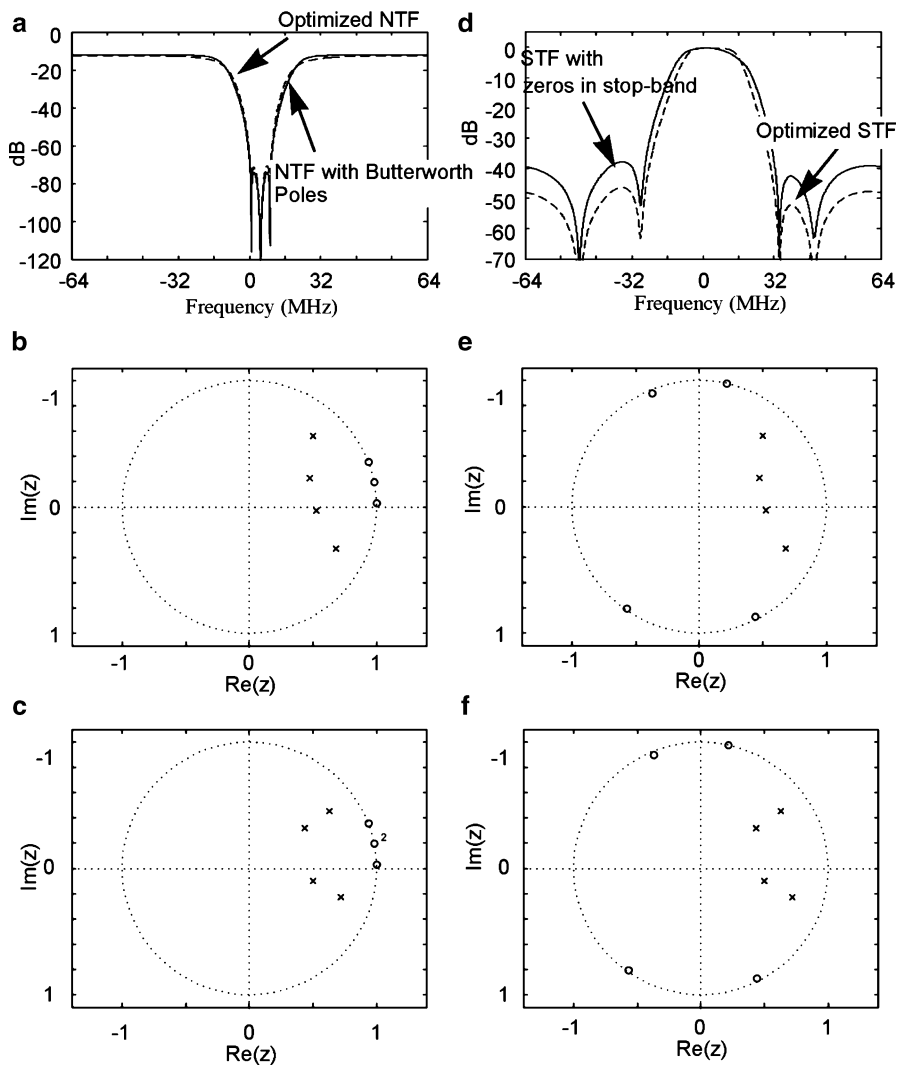 a
Optimized NTF
0
-20
-40
-60
-80
-100
-120
dB
NTF with Butterworth
Poles
-64
-32
0
32
64
Frequency (MHz)
d
0
-10
-20
-30
-40
-50
-60
-70
dB
STF with
zeros in stop-band
Optimized STF
-64
-32
0
32
64
Frequency (MHz)
b
-1
0
1
Im(z)
-1
0
1
Re(z)
e
-1
0
1
Im(z)
-1
0
1
Re(z)
c
-1
0
1
Im(z)
2
-1
0
1
Re(z)
f
-1
0
1
Im(z)
-1
0
1
Re(z)